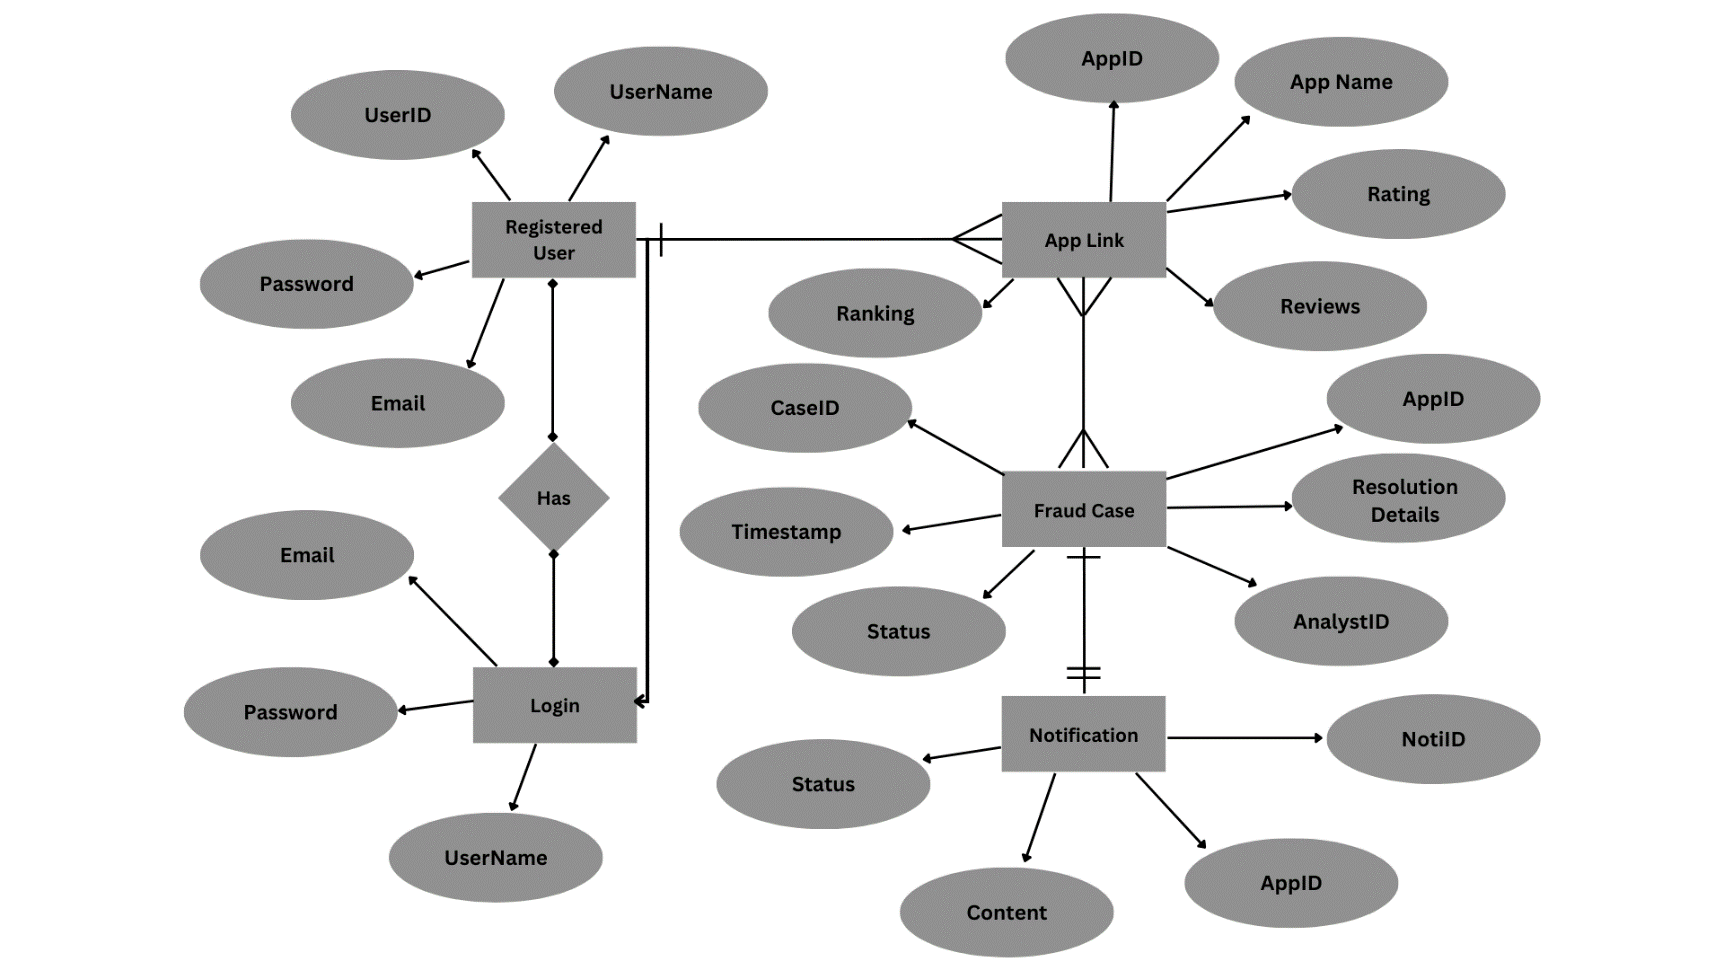 AppID
App Name
UserName
UserID
Rating
Registered
User
App Link
Password
Reviews
Ranking
Email
CaseID
AppID
Has
Resolution
Details
Fraud Case
Timestamp
Email
AnalystID
Status
Login
Password
Notification
NotiID
Status
UserName
AppID
Content